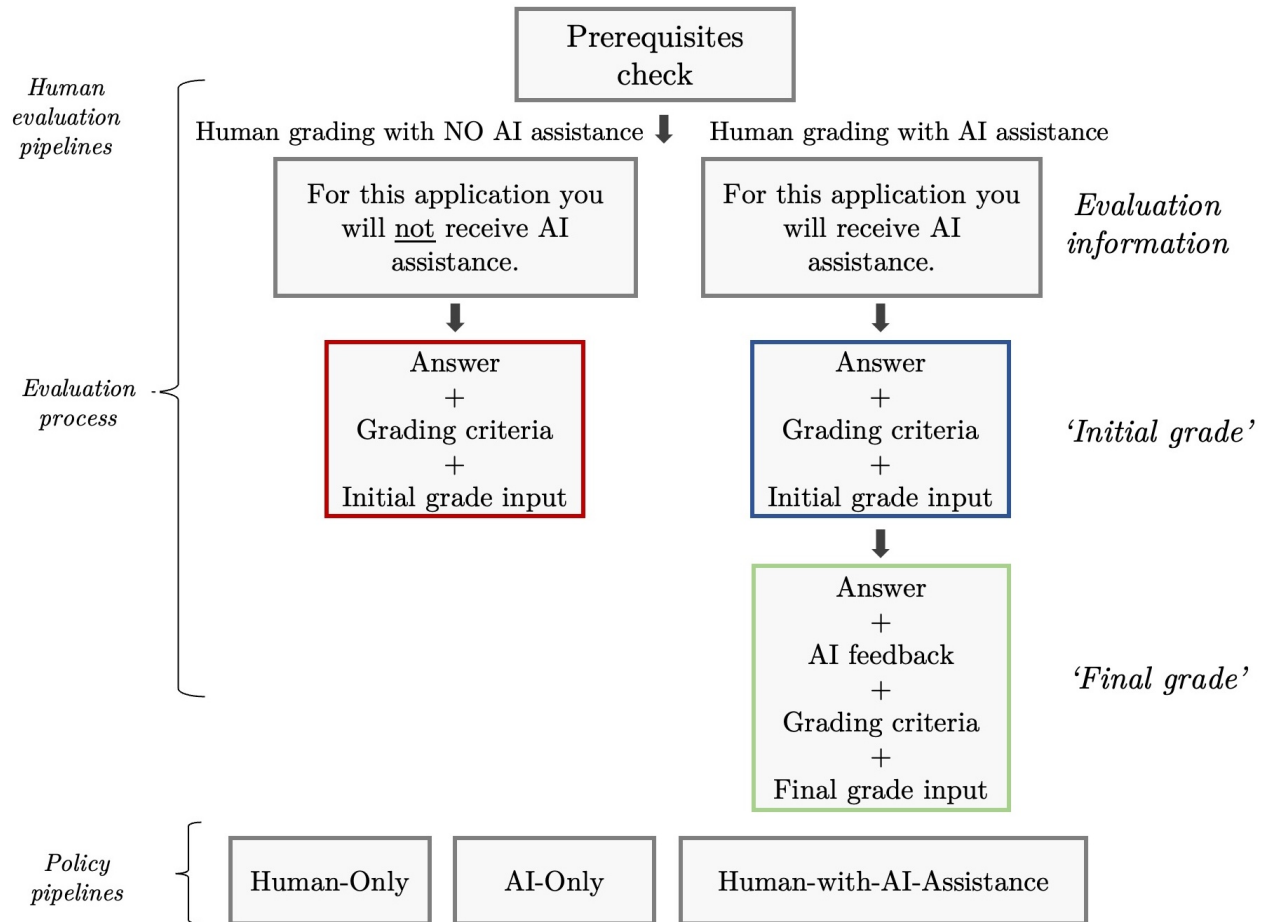 Prerequisites
check
Human
evaluation
pipelines
Human grading with NO AI assistance
Human grading with AI assistance
For this application you
will not receive AI
assistance.
For this application you
will receive AI
assistance.
Evaluation
information
Evaluation
process
Answer
+
Grading criteria
+
Initial grade input
Answer
+
Grading criteria
+
Initial grade input
‘Initial grade’
Answer
+
AI feedback
+
Grading criteria
+
Final grade input
‘Final grade’
Policy
pipelines
Human-Only
AI-Only
Human-with-AI-Assistance